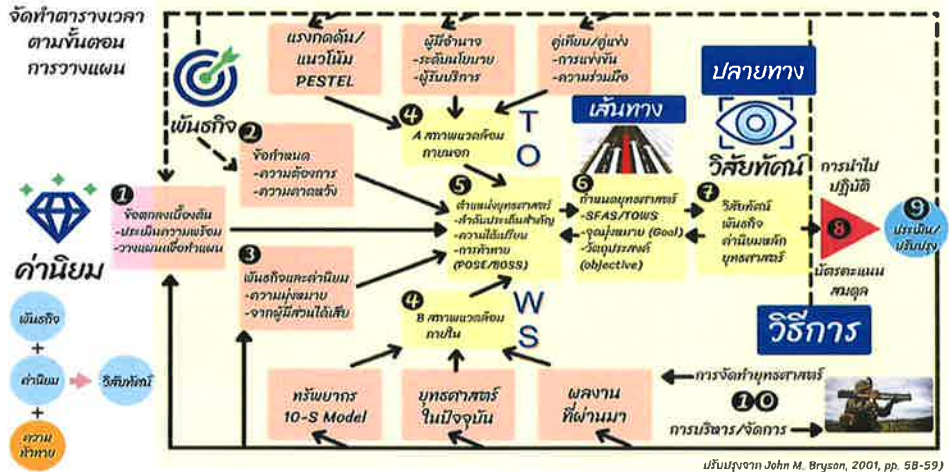 จัดทำตารางเวลา
ตามขั้นตอน
การวางแผน
พันธกิจ
แรงกดดัน/
แนวโน้ม
PESTEL
ผู้มีอำนาจ
-ระดับนโยบาย
-ผู้รับบริการ
คู่เทียบ/คู่แข่ง
-การแข่งขัน
-ความร่วมมือ
ปลายทาง
เส้นทาง
วิสัยทัศน์
4
A สภาพแวดล้อม
ภายนอก
T
O
2
ข้อกำหนด
-ความต้องการ
-ความคาดหวัง
1
ข้อตกลงเบื้องต้น
-ประเมินความพร้อม
-วางแผนเพื่อทำแผน
ค่านิยม
5
ตำแหน่งยุทธศาสตร์
-ลำดับประเด็นสำคัญ
-ความได้เปรียบ
-การท้าทาย
(POSE/BOSS)
6
กำหนดยุทธศาสตร์
-SFAS/TOWS
-จุดมุ่งหมาย (Goal)
-วัตถุประสงค์
(objective)
7
วิสัยทัศน์
พันธกิจ
ค่านิยมหลัก
ยุทธศาสตร์
การนำไป
ปฏิบัติ
8
บัตรคะแนน
สมดุล
9
ประเมิน/
ปรับปรุง
3
พันธกิจและค่านิยม
-ความมุ่งหมาย
-จากผู้มีส่วนได้เสีย
4
B สภาพแวดล้อม
ภายใน
W
S
วิธีการ
พันธกิจ
+
ค่านิยม
วิสัยทัศน์
+
ความ
ท้าทาย
ทรัพยากร
10-S Model
ยุทธศาสตร์
ในปัจจุบัน
ผลงาน
ที่ผ่านมา
-การจัดทำยุทธศาสตร์
1 0
การบริหาร/จัดการ
ปรับปรุงจาก John M. Bryson, 2001, pp. 58-59)